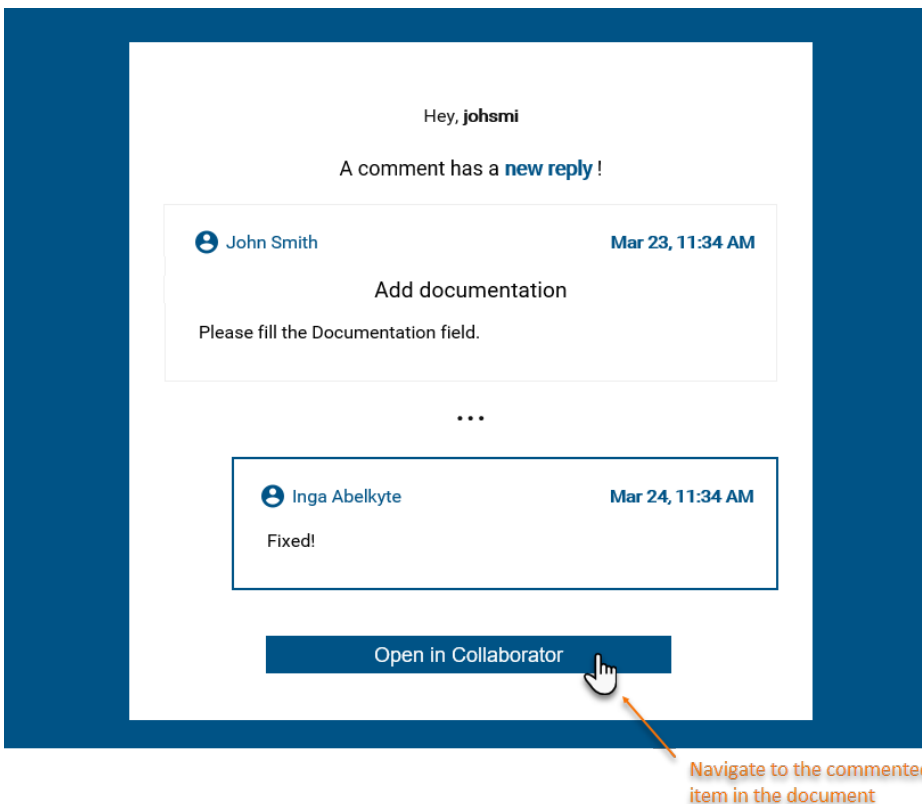 Hey, johsmi
A comment has a new reply !
John Smith
Mar 23, 11:34 AM
Add documentation
Please fill the Documentation field.
...
Inga Abelkyte
Mar 24, 11:34 AM
Fixed!
Open in Collaborator
Navigate to the commented
item in the document